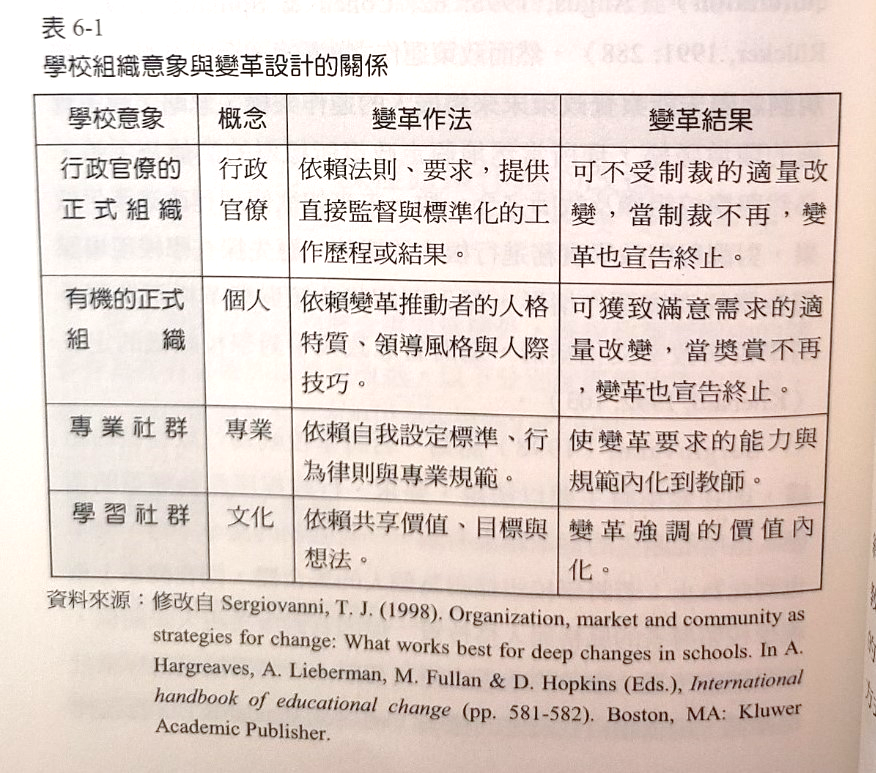 表 6-1
學校組織意象與變革設計的關係
學校意象 概念 變革作法 變革結果
行政官僚的
正式組織
行政
官僚
依賴法則、要求，提供
直接監督與標準化的工
作歷程或結果。
可不受制裁的適量改
變，當制裁不再，變
革也宣告終止。
有機的正式
組 織
個人
依賴變革推動者的人格
特質、領導風格與人際
技巧。
可獲致滿意需求的適
量改變，當獎賞不再
，變革也宣告終止。
專業社群
專業
依賴自我設定標準、行
為律則與專業規範。
使變革要求的能力與
規範內化到教師。
學習社群
文化
依賴共享價值、目標與
想法。
變革強調的價值內
化。
資料來源：修改自 Sergiovanni, T. J. (1998). Organization, market and community as
strategies for change: What works best for deep changes in schools. In A.
Hargreaves, A. Lieberman, M. Fullan & D. Hopkins (Eds.), International
handbook of educational change (pp. 581-582). Boston, MA: Kluwer
Academic Publisher.